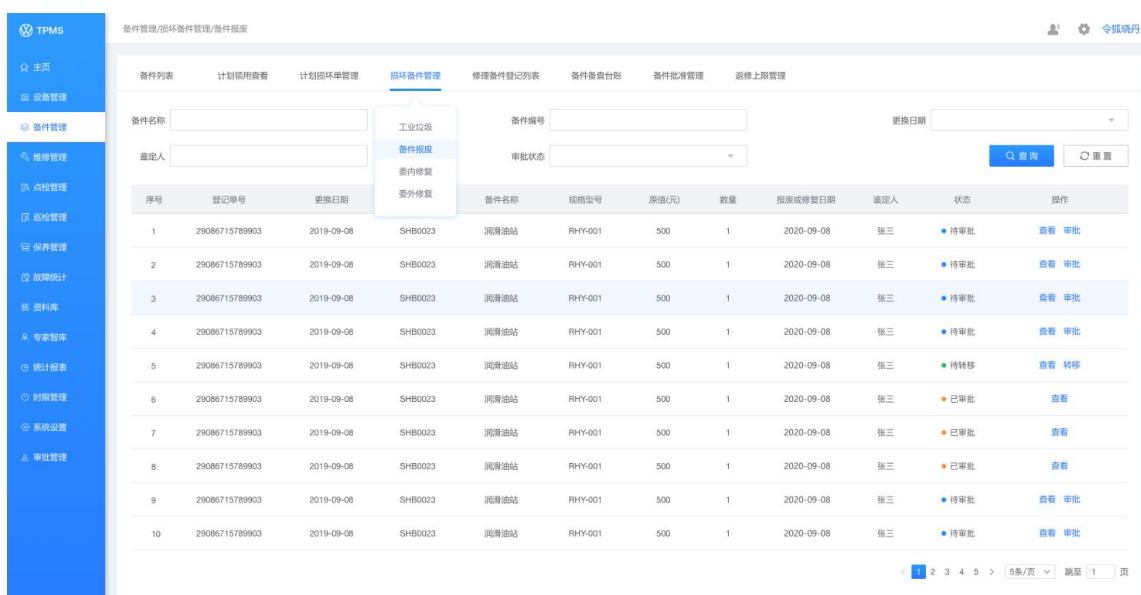 TPMS
备件管理/损坏备件管理/备件报废
令狐晓丹
主页
设备管理
备件管理
维修管理
点检管理
巡检管理
保养管理
故障统计
资料库
专家智库
统计报表
时限管理
系统设置
审批管理
备件列表 计划领用查看 计划损坏单管理 损坏备件管理 修理备件登记列表 备件备查台账 备件批准管理 返修上限管理
工业垃圾
备件报废
委内修复
委外修复
备件名称 备件编号 更换日期
鉴定人 审批状态 查询 重置
序号 登记单号 更换日期 备件名称 规格型号 原值(元) 数量 报废或修复日期 鉴定人 状态 操作
1 29086715789903 2019-09-08 SHB0023 润滑油站 RHY-001 500 1 2020-09-08 张三 待审批 查看 审批
2 29086715789903 2019-09-08 SHB0023 润滑油站 RHY-001 500 1 2020-09-08 张三 待审批 查看 审批
3 29086715789903 2019-09-08 SHB0023 润滑油站 RHY-001 500 1 2020-09-08 张三 待审批 查看 审批
4 29086715789903 2019-09-08 SHB0023 润滑油站 RHY-001 500 1 2020-09-08 张三 待审批 查看 审批
5 29086715789903 2019-09-08 SHB0023 润滑油站 RHY-001 500 1 2020-09-08 张三 待转移 查看 转移
6 29086715789903 2019-09-08 SHB0023 润滑油站 RHY-001 500 1 2020-09-08 张三 已审批 查看
7 29086715789903 2019-09-08 SHB0023 润滑油站 RHY-001 500 1 2020-09-08 张三 已审批 查看
8 29086715789903 2019-09-08 SHB0023 润滑油站 RHY-001 500 1 2020-09-08 张三 已审批 查看
9 29086715789903 2019-09-08 SHB0023 润滑油站 RHY-001 500 1 2020-09-08 张三 待审批 查看 审批
10 29086715789903 2019-09-08 SHB0023 润滑油站 RHY-001 500 1 2020-09-08 张三 待审批 查看 审批
< 1 2 3 4 5 > 5条/页 跳至 1 页